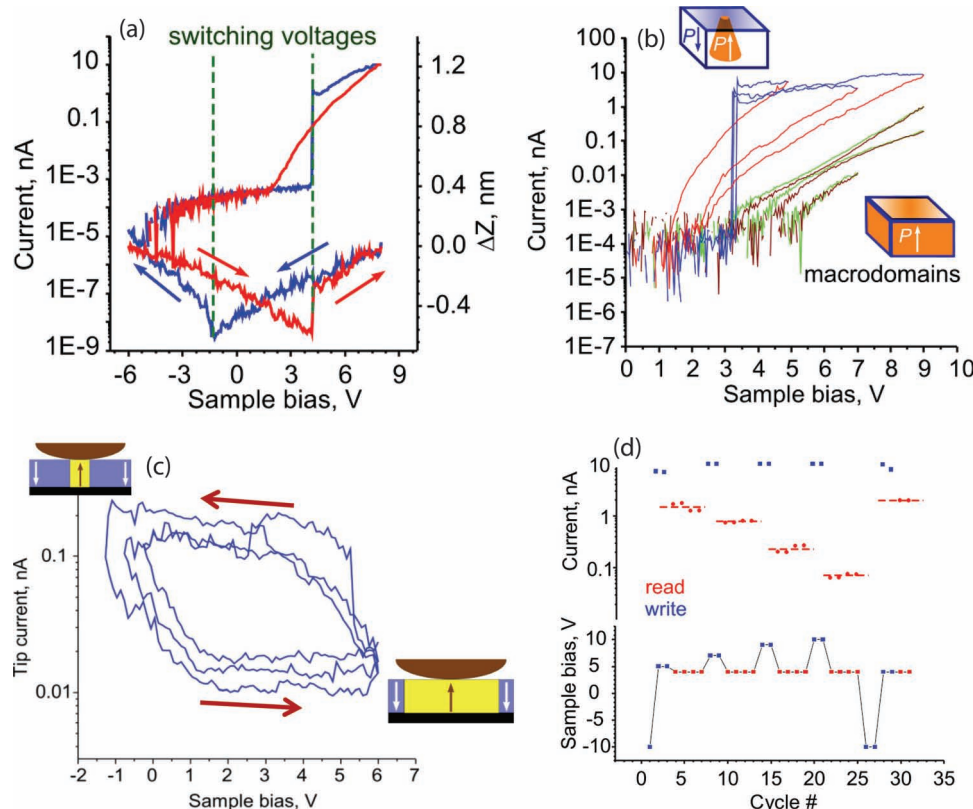 (a)
switching voltages
10
0.1
1E-3
1E-5
1E-7
1E-9
Current, nA
1.2
0.8
0.4
0.0
-0.4
ΔZ, nm
-6 -3 0 3 6 9
Sample bias, V
(b)
P P
100
10
1
0.1
0.01
1E-3
1E-4
1E-5
1E-6
1E-7
Current, nA
P
macrodomains
0 1 2 3 4 5 6 7 8 9 10
Sample bias, V
(c)
0.1
0.01
Tip current, nA
-2 -1 0 1 2 3 4 5 6 7
Sample bias, V
(d)
10
1
0.1
Current, nA
read
write
10
5
0
-5
-10
Sample bias, V
0 5 10 15 20 25 30 35
Cycle #